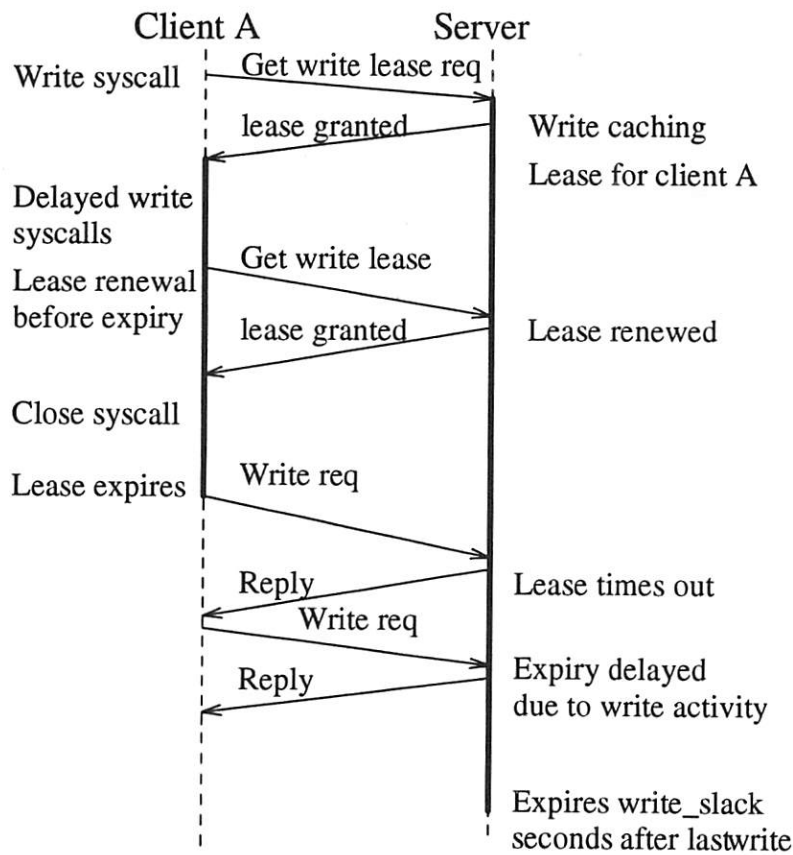 Client A
Server
Write syscall
Get write lease req
lease granted
Write caching
Lease for client A
Delayed write
syscalls
Get write lease
Lease renewal
before expiry
lease granted
Lease renewed
Close syscall
Write req
Lease expires
Reply
Lease times out
Write req
Reply
Expiry delayed
due to write activity
Expires write_slack
seconds after lastwrite